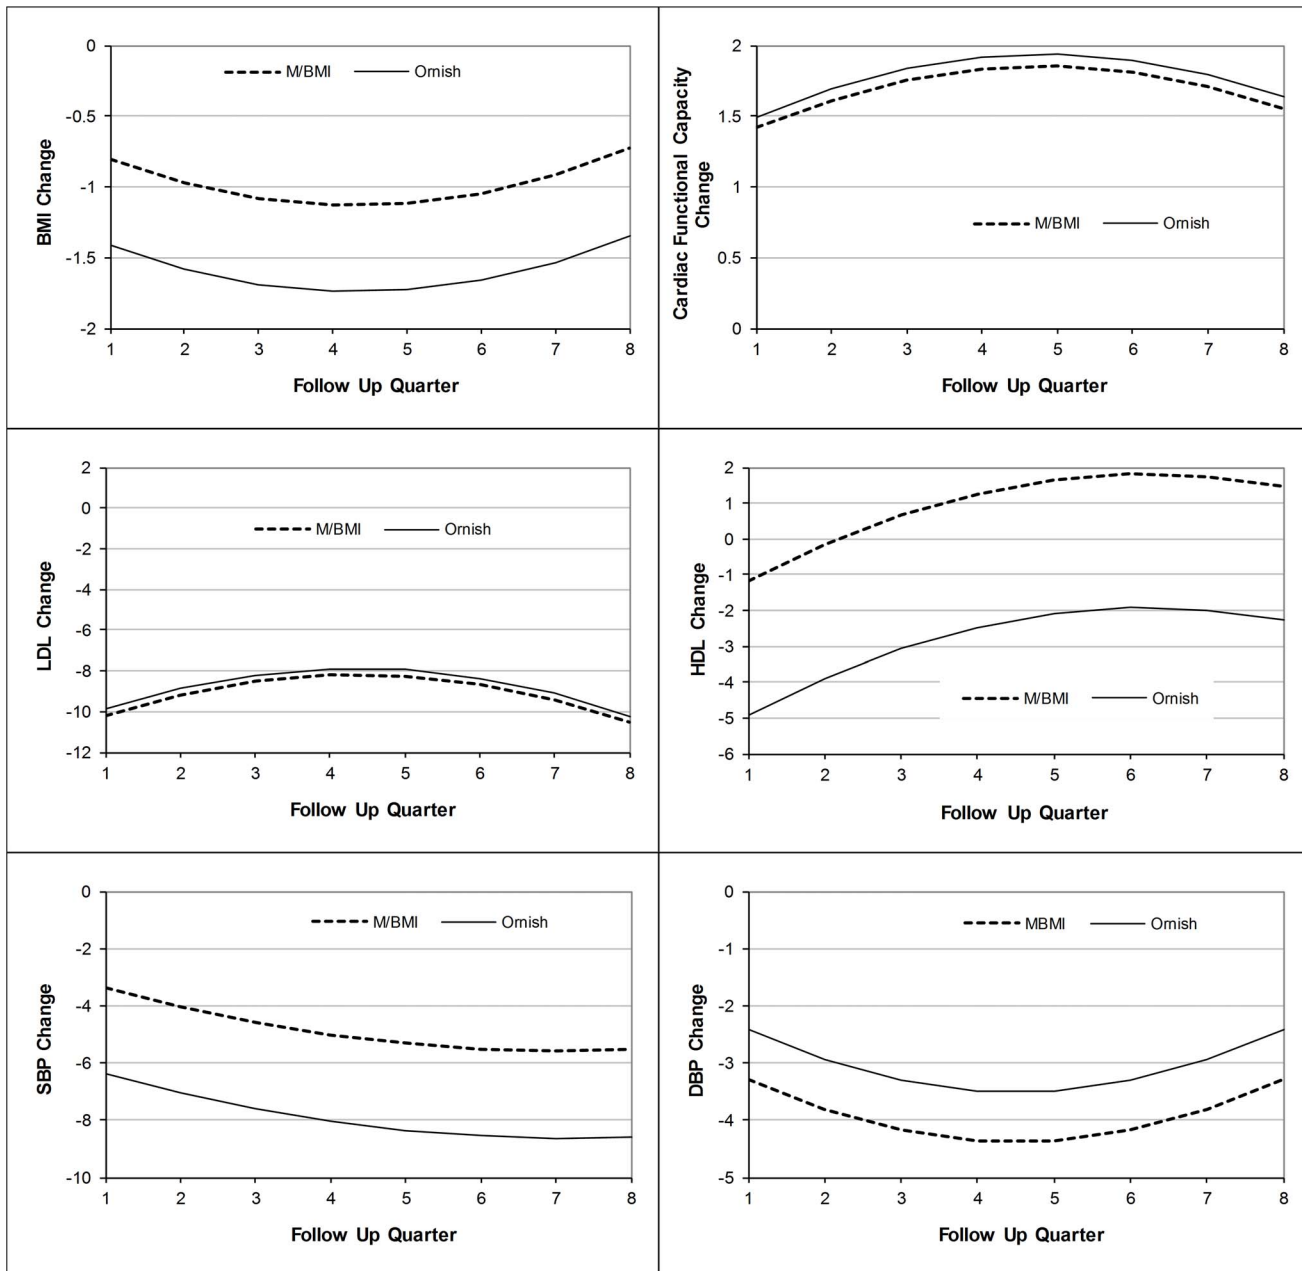 0
M/BMI Ornish
-0.5
BMI Change
-1
-1.5
-2
1 2 3 4 5 6 7 8
Follow Up Quarter
2
1.5
Cardiac Functional Capacity
Change
1
M/BMI Ornish
0.5
0
1 2 3 4 5 6 7 8
Follow Up Quarter
2
0
M/BMI Ornish
-2
-4
LDL Change
-6
-8
-10
-12
1 2 3 4 5 6 7 8
Follow Up Quarter
2
1
0
-1
HDL Change
-2
-3
-4
M/BMI Ornish
-5
-6
1 2 3 4 5 6 7 8
Follow Up Quarter
0
M/BMI Ornish
-2
-4
SBP Change
-6
-8
-10
1 2 3 4 5 6 7 8
Follow Up Quarter
0
MBMI Ornish
-1
-2
DBP Change
-3
-4
-5
1 2 3 4 5 6 7 8
Follow Up Quarter